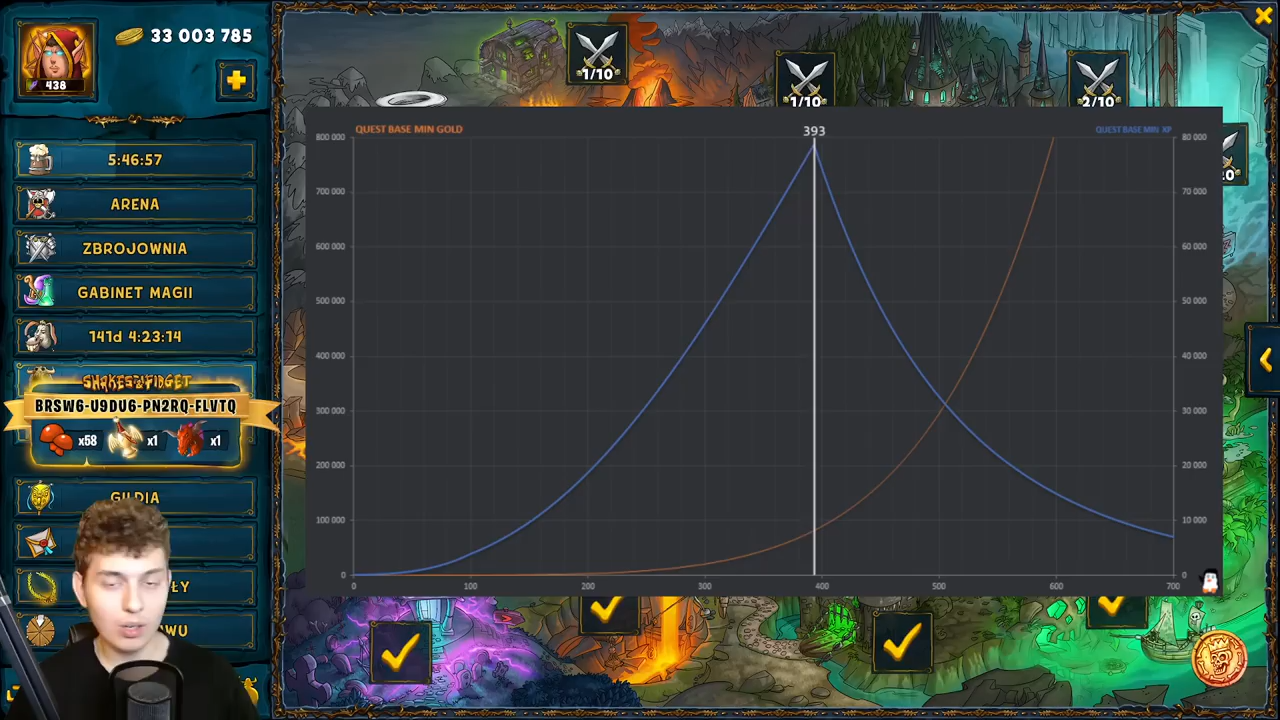 33 003 785
438
5:46:57
ARENA
ZBROJOWNIA
GABINET MAGII
141d 4:23:14
SHAKES & FIDGET
BRSW6-U9DU6-PN2RQ-FLVTQ
x58 x1 x1
GILDIA
1/10
1/10
2/10
QUEST BASE MIN GOLD
393
QUEST BASE MIN XP
800 000
700 000
600 000
500 000
400 000
300 000
200 000
100 000
0
80 000
70 000
60 000
50 000
40 000
30 000
20 000
10 000
0
0 100 200 300 400 500 600 700